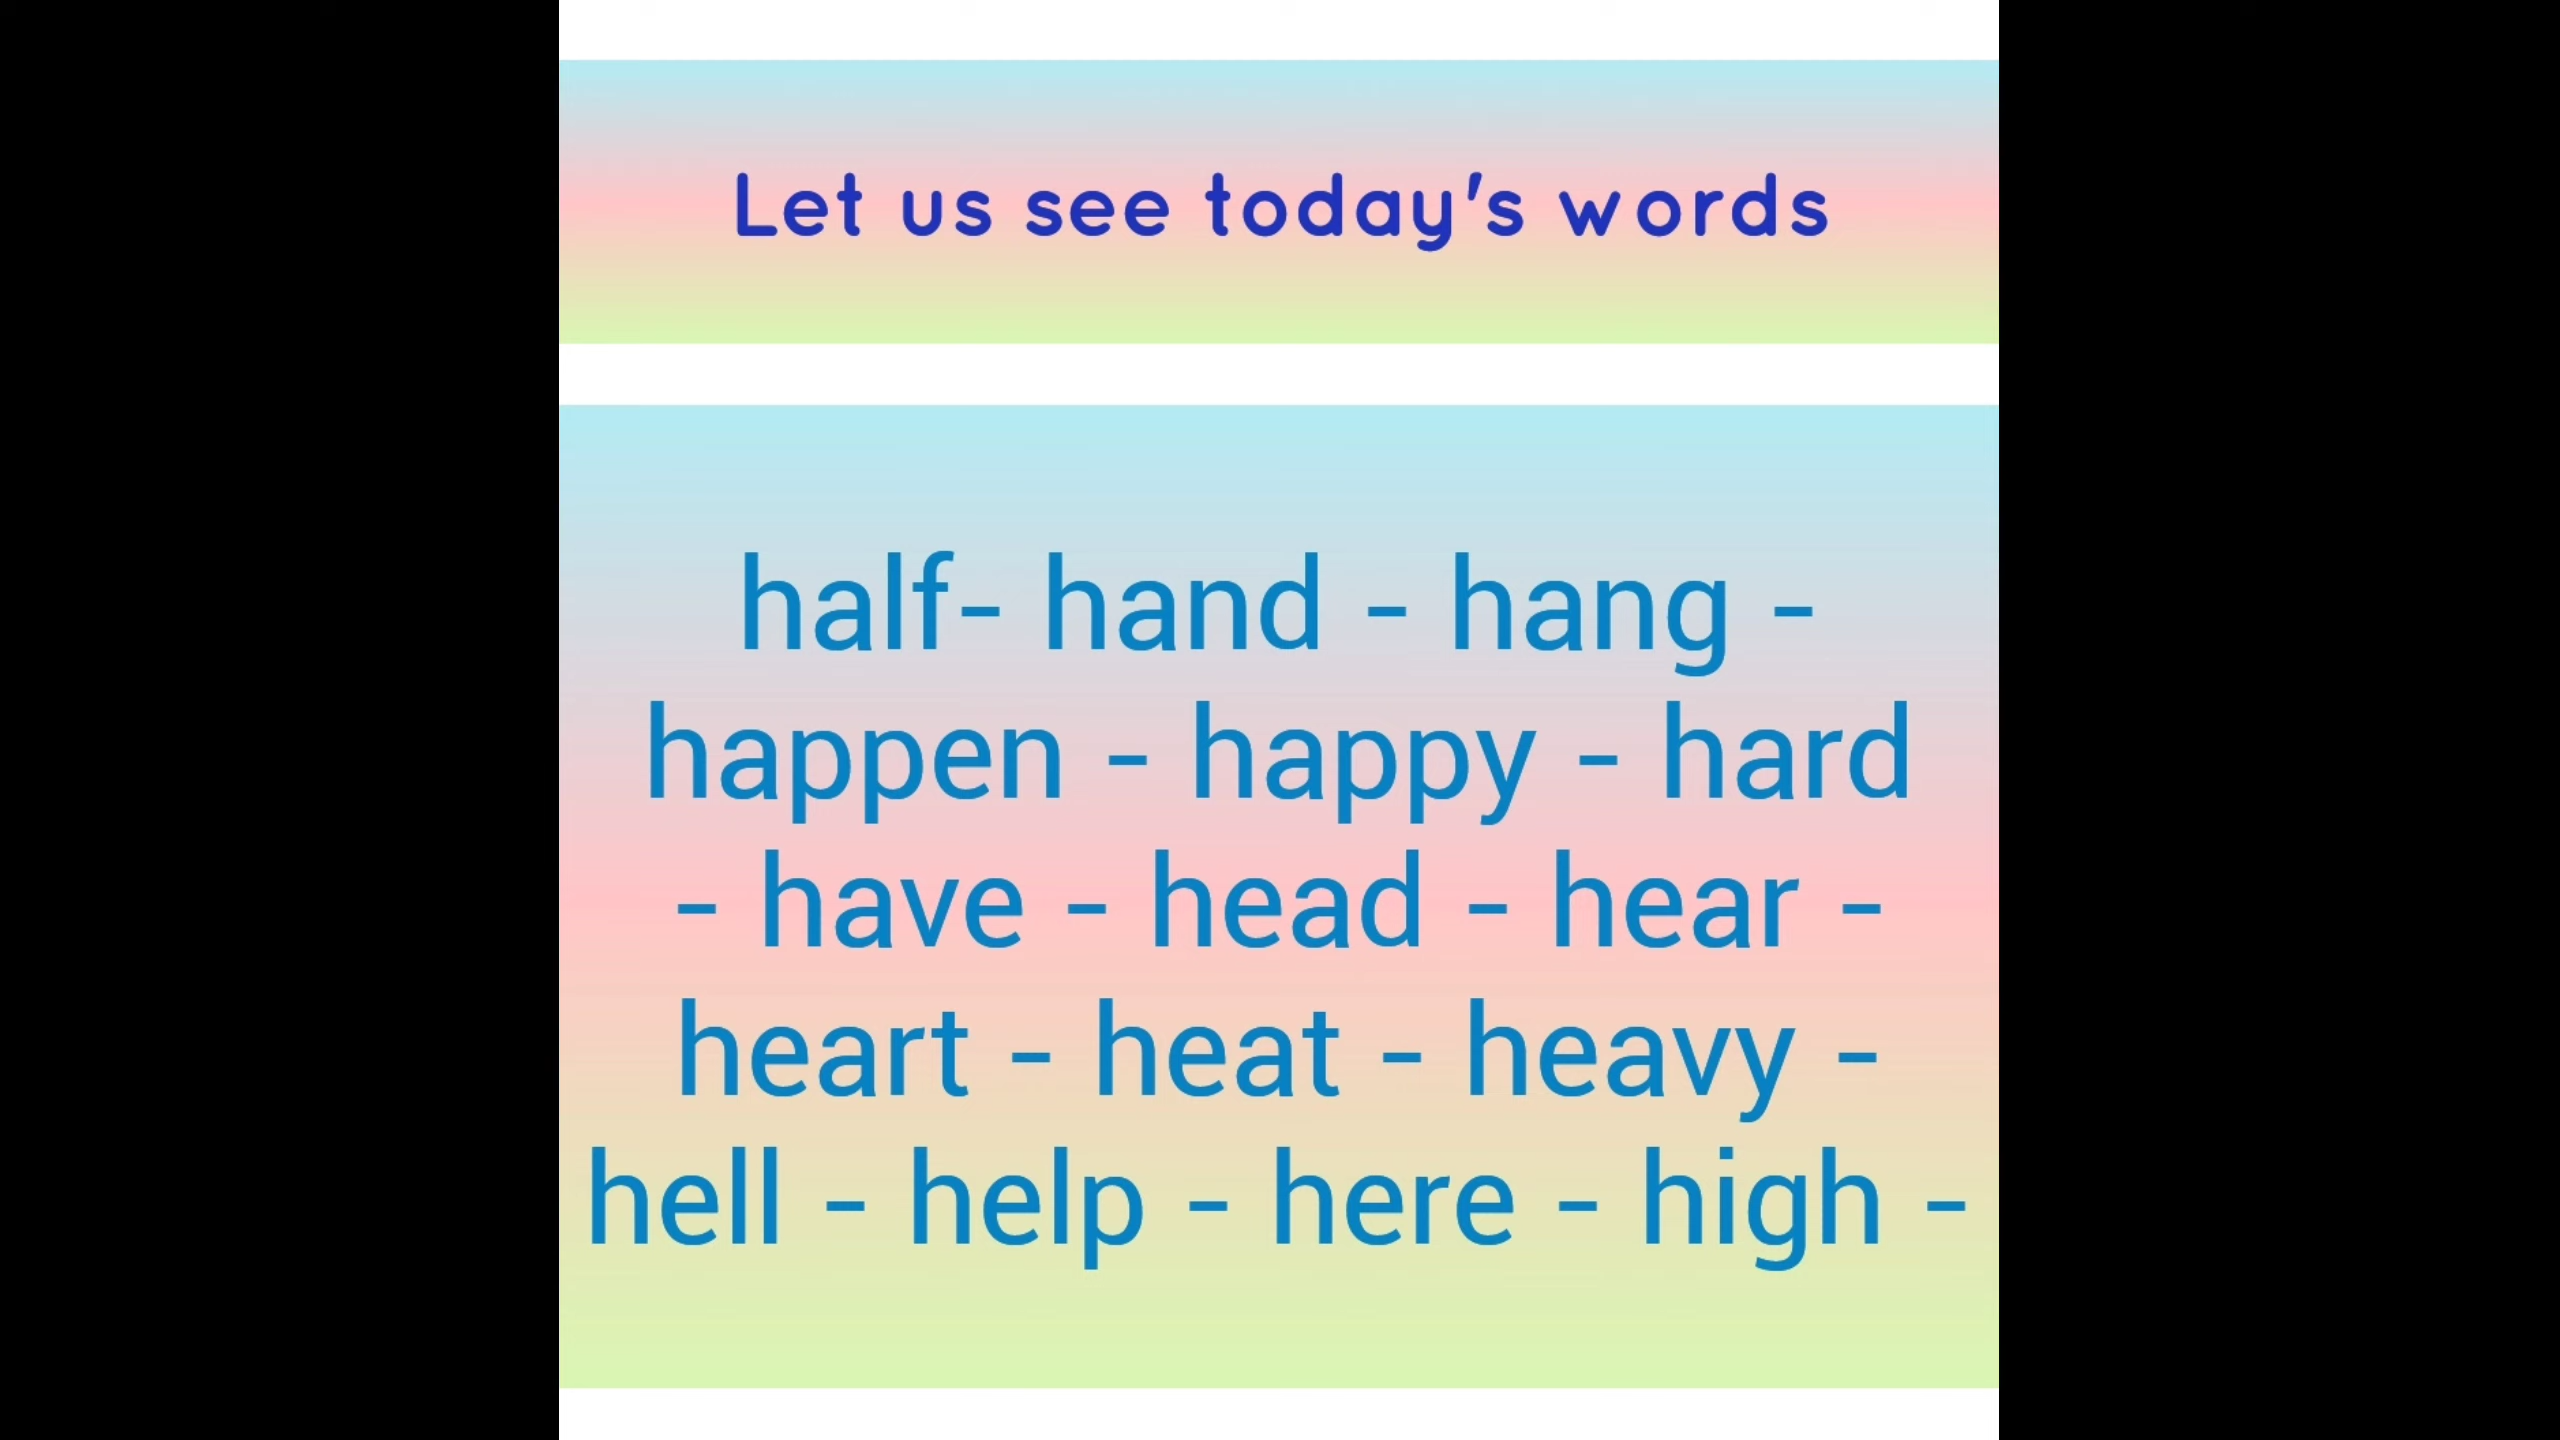 Let us see today's words
half- hand - hang -
happen - happy - hard
- have - head - hear -
heart - heat - heavy -
hell - help - here - high -